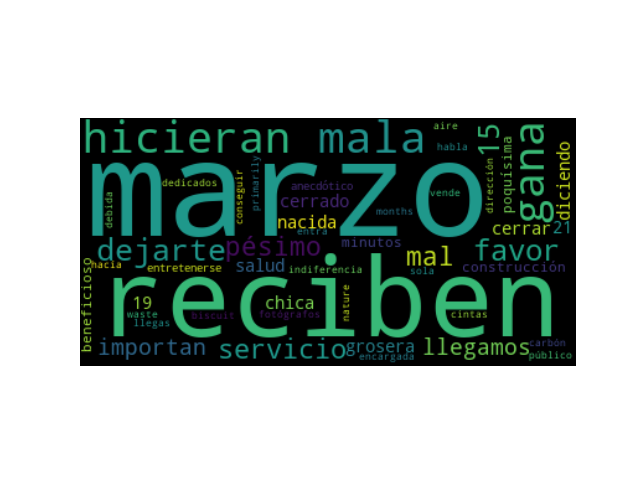 hicieran mala aire habla 15 poquísima gana diciendo
marzo
debida dedicados conseguir primarily anecdótico months vende dirección
cerrado nacida entra cerrar 21
dejarte pésimo minutos mal favor
beneficioso hacia entretenerse salud indiferencia sola construcción
reciben
19 chica nature cintas
waste llegas biscuit fotógrafos
importan servicio grosera encargada llegamos carbón público